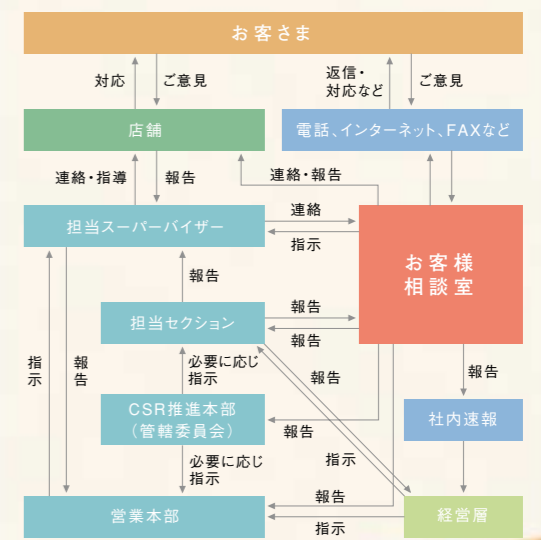 お客さま
対応
ご意見
返信・
対応など
ご意見
店舗
電話、インターネット、FAXなど
連絡・指導
報告
連絡・報告
担当スーパーバイザー
連絡
指示
お客様
相談室
報告
担当セクション
報告
報告
指示
報告
必要に応じ
指示
報告
報告
CSR推進本部
（管轄委員会）
報告
社内速報
必要に応じ
指示
指示
営業本部
報告
指示
経営層